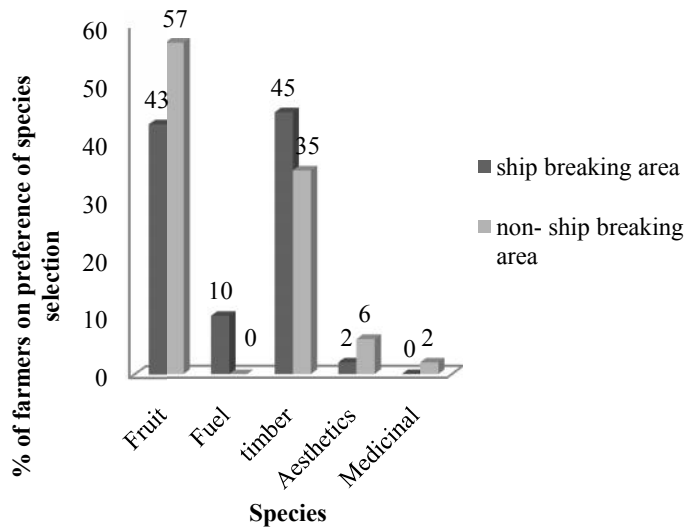 % of farmers on preference of species
selection
60
50
40
30
20
10
0
43
57
10
0
45
35
2
6
0
2
Fruit
Fuel
timber
Aesthetics
Medicinal
Species
ship breaking area
non- ship breaking
area